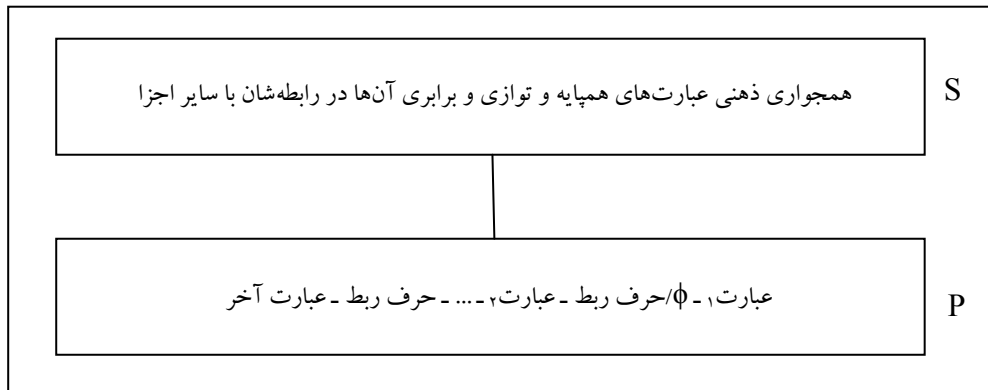 همجواری ذهنی عبارت‌های همپایه و توازی و برابری آن‌ها در رابطه‌شان با سایر اجزا
S
عبارت۱ ـ ɸ/حرف ربط ـ عبارت۲ ـ ... ـ حرف ربط ـ عبارت آخر
P